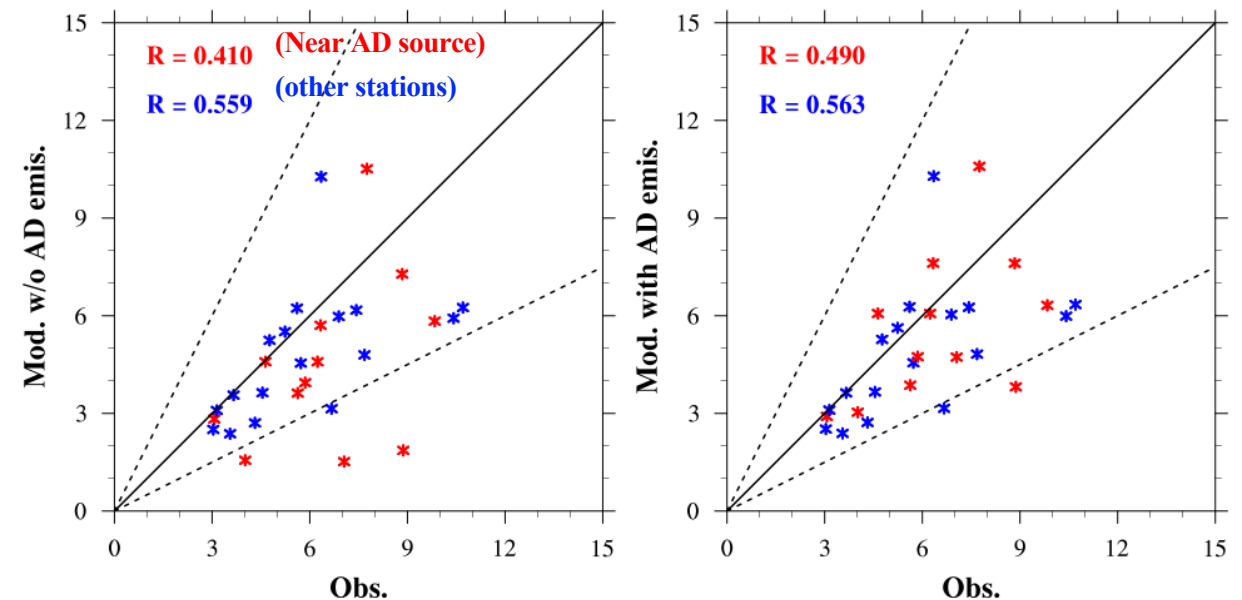 15
12
9
6
3
0
R = 0.410 (Near AD source)
R = 0.559 (other stations)
Mod. w/o AD emis.
0 3 6 9 12 15
Obs.
15
12
9
6
3
0
R = 0.490
R = 0.563
Mod. with AD emis.
0 3 6 9 12 15
Obs.